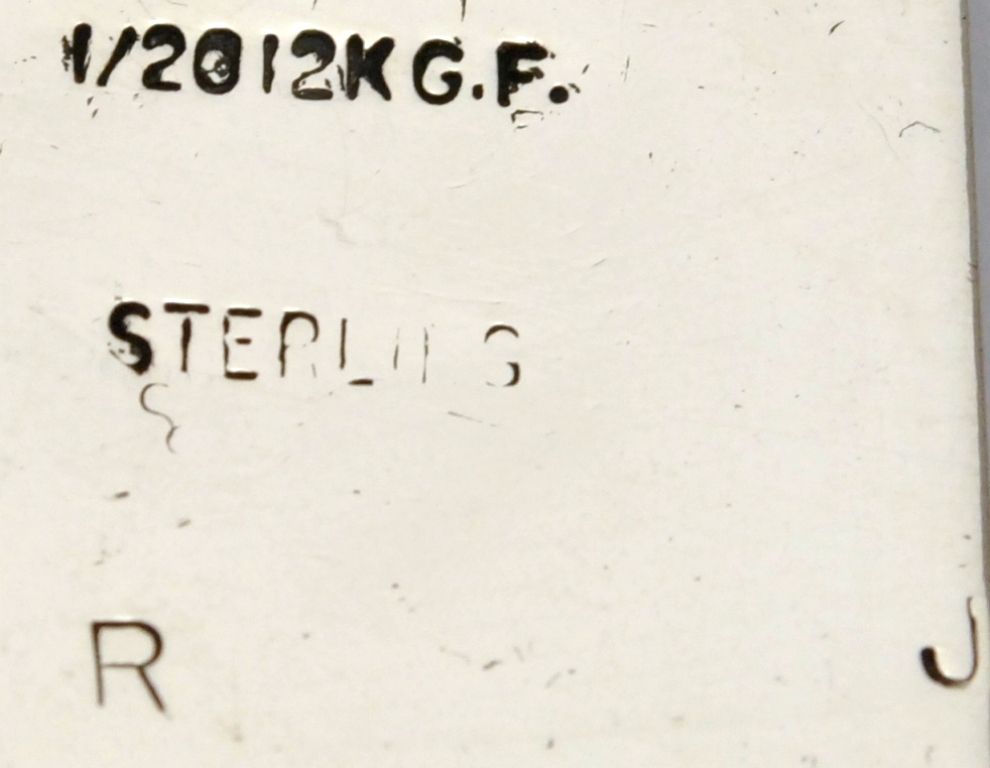 1/20 12K G.F.
STERLING
R J